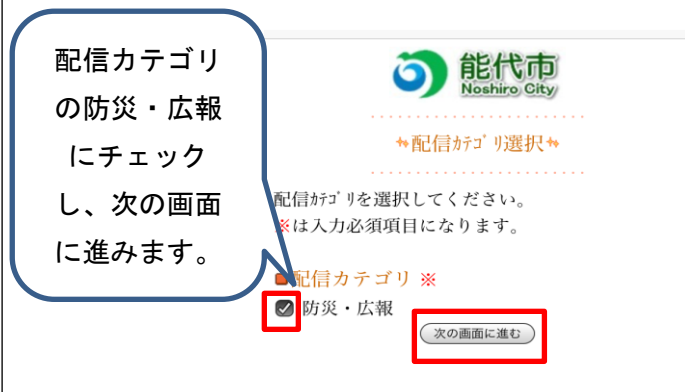 配信カテゴリ
の防災・広報
にチェック
し、次の画面
に進みます。
能代市
Noshiro City
配信ｶﾃｺﾞﾘ選択
配信ｶﾃｺﾞﾘを選択してください。
※は入力必須項目になります。
■配信カテゴリ ※
防災・広報
次の画面に進む